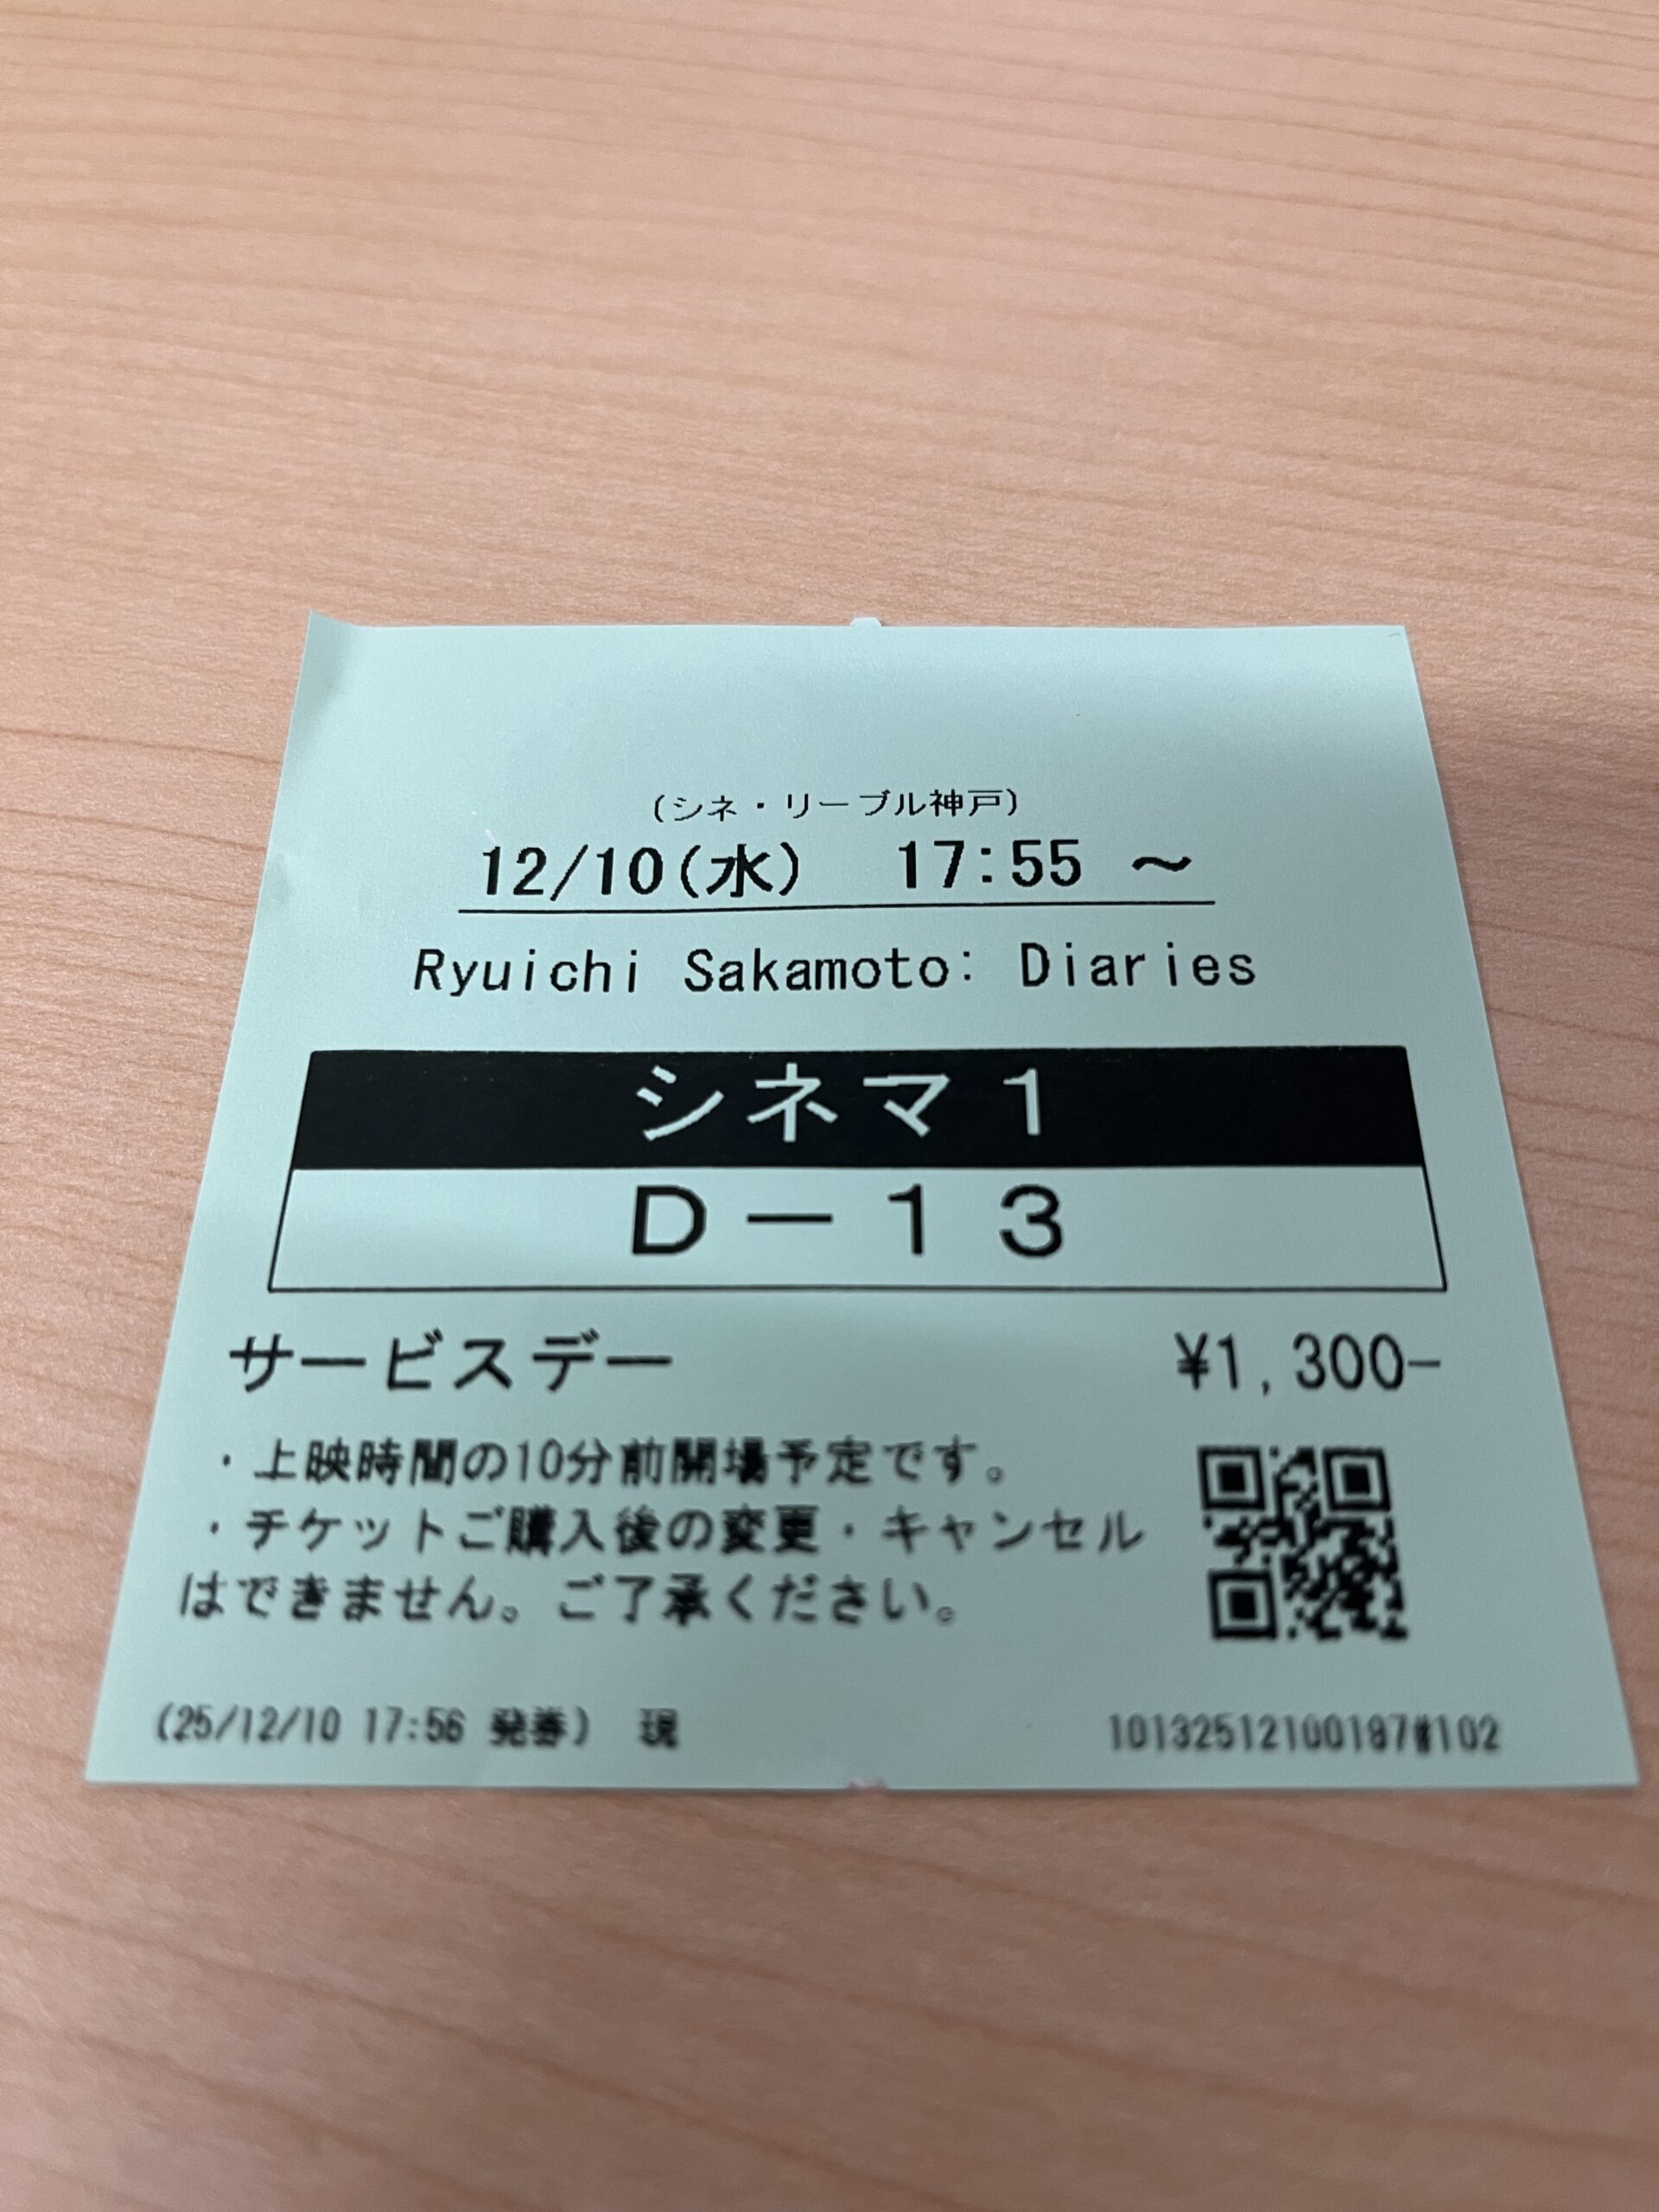 (シネ・リーブル神戸)
12/10(水) 17:55 ～
Ryuichi Sakamoto: Diaries
シネマ１
Ｄ－１３
サービスデー ¥1,300-
・上映時間の10分前開場予定です。
・チケットご購入後の変更・キャンセル
はできません。ご了承ください。
(25/12/10 17:56 発券) 現 10132512100187#102